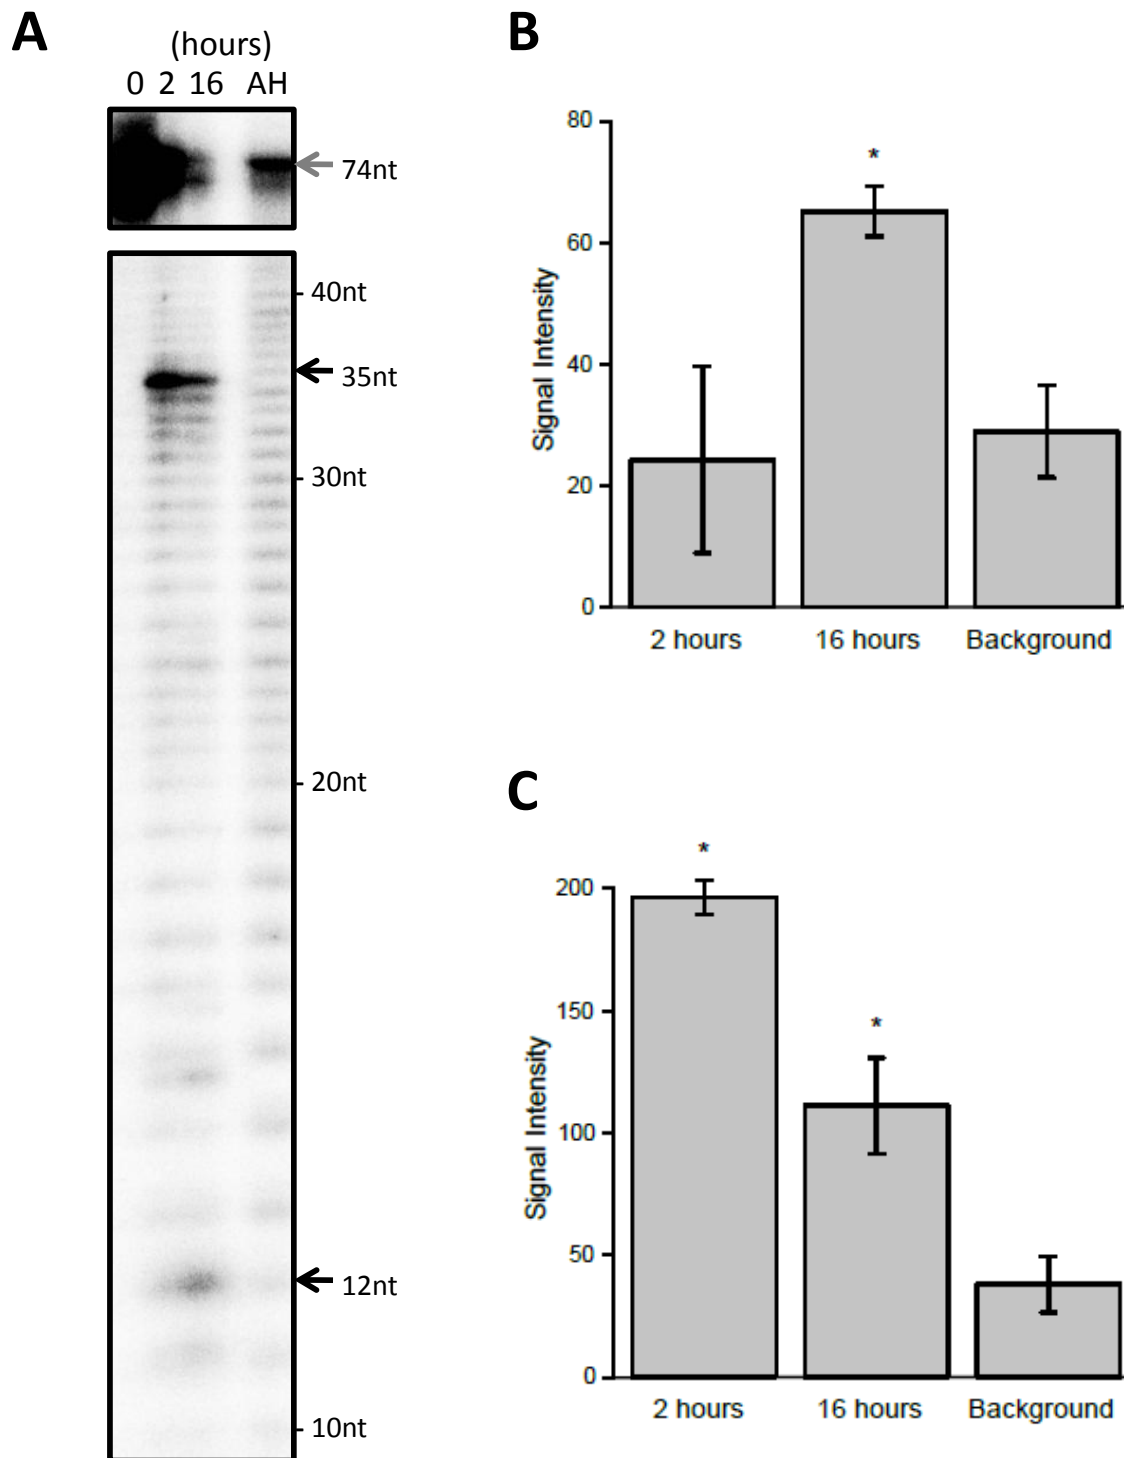 A
(hours)
0 2 16 AH
74nt
40nt
35nt
30nt
20nt
12nt
10nt
B
80
60
40
20
0
Signal Intensity
*
2 hours 16 hours Background
C
200
150
100
50
0
Signal Intensity
*
*
2 hours 16 hours Background